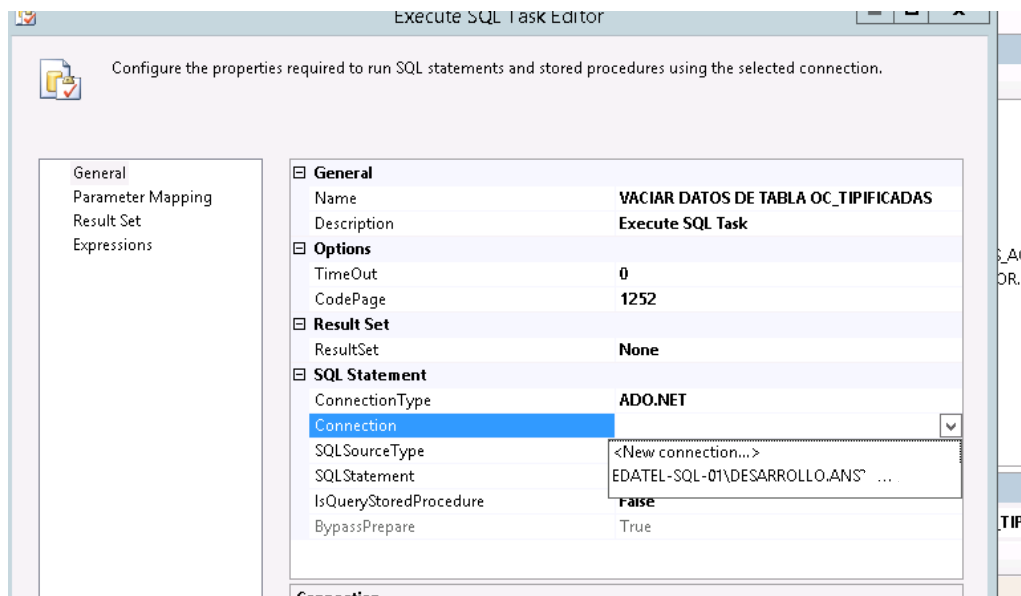 Execute SQL Task Editor
Configure the properties required to run SQL statements and stored procedures using the selected connection.
General
Parameter Mapping
Result Set
Expressions
General
Name VACIAR DATOS DE TABLA OC_TIPIFICADAS
Description Execute SQL Task
Options
TimeOut 0
CodePage 1252
Result Set
ResultSet None
SQL Statement
ConnectionType ADO.NET
Connection
<New connection...>
SQLSourceType
EDATEL-SQL-01\DESARROLLO.ANS
SQLStatement
IsQueryStoredProcedure False
BypassPrepare True
Connection
OR.
_TIP